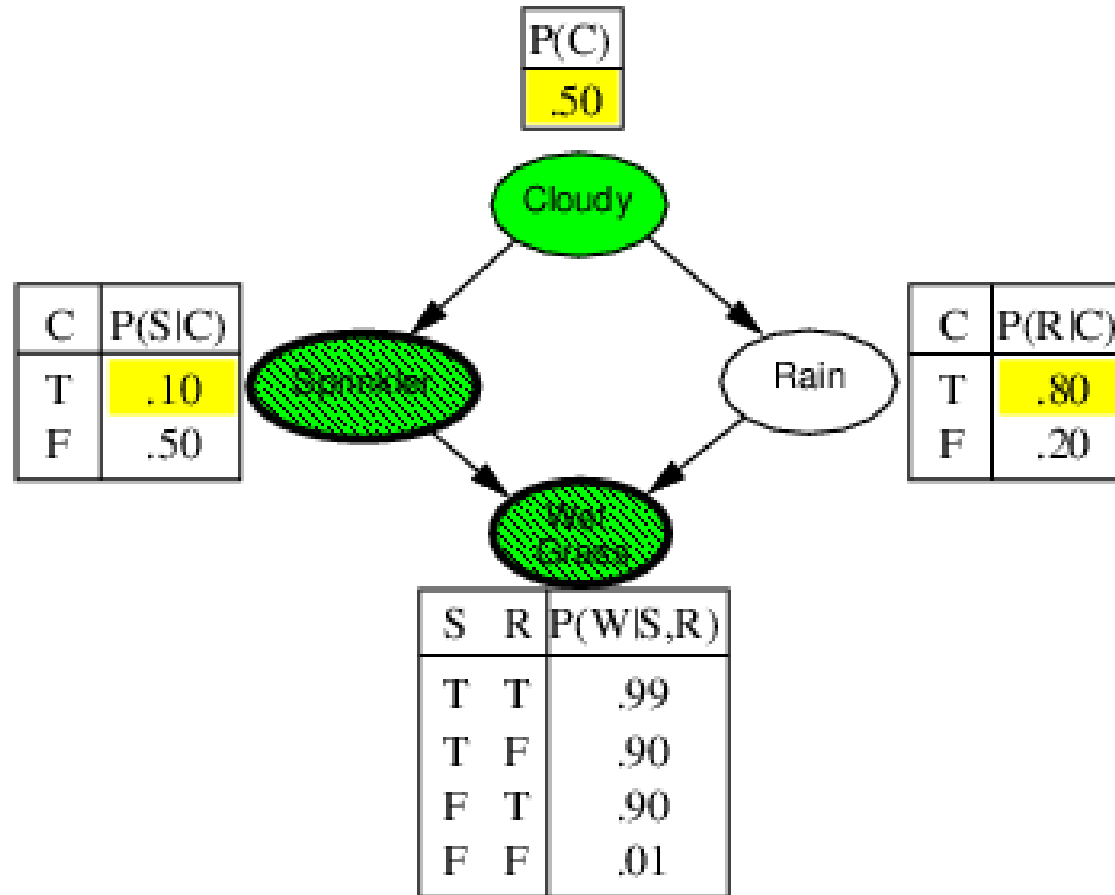 P(C)
.50
Cloudy
C P(S|C)
T .10
F .50
Sprinkler
Rain
C P(R|C)
T .80
F .20
Wet
Grass
S R P(W|S,R)
T T .99
T F .90
F T .90
F F .01